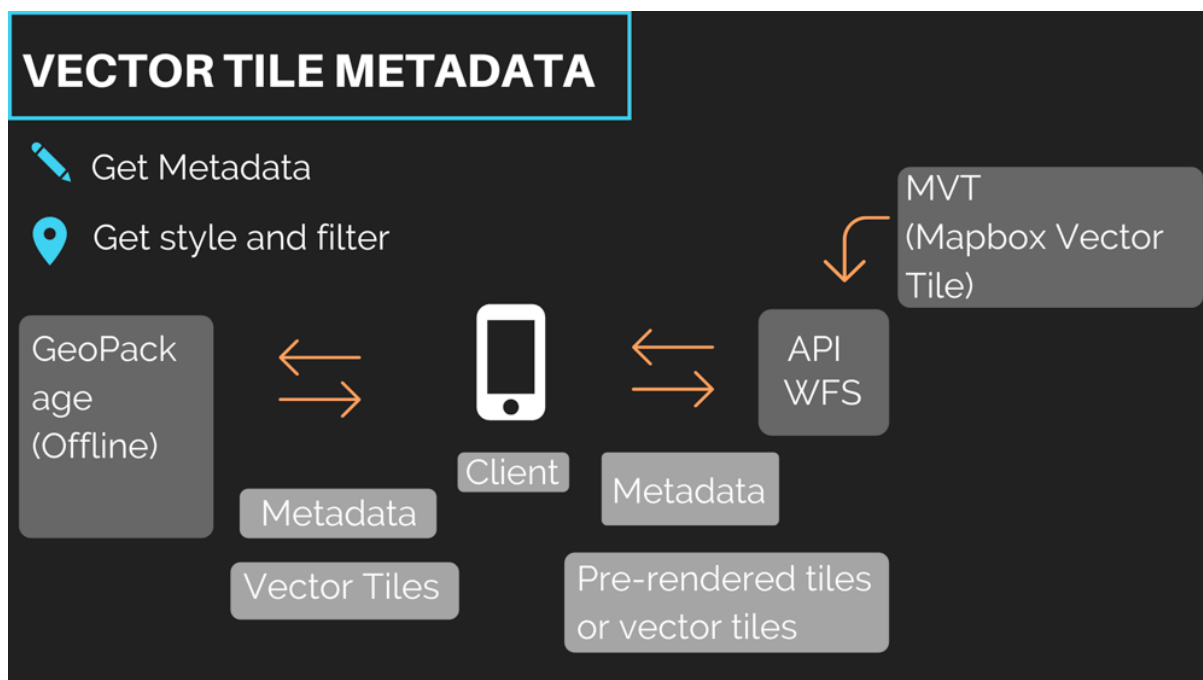 VECTOR TILE METADATA
Get Metadata
Get style and filter
MVT
(Mapbox Vector
Tile)
GeoPack
age
(Offline)
API
WFS
Client
Metadata
Metadata
Vector Tiles
Pre-rendered tiles
or vector tiles